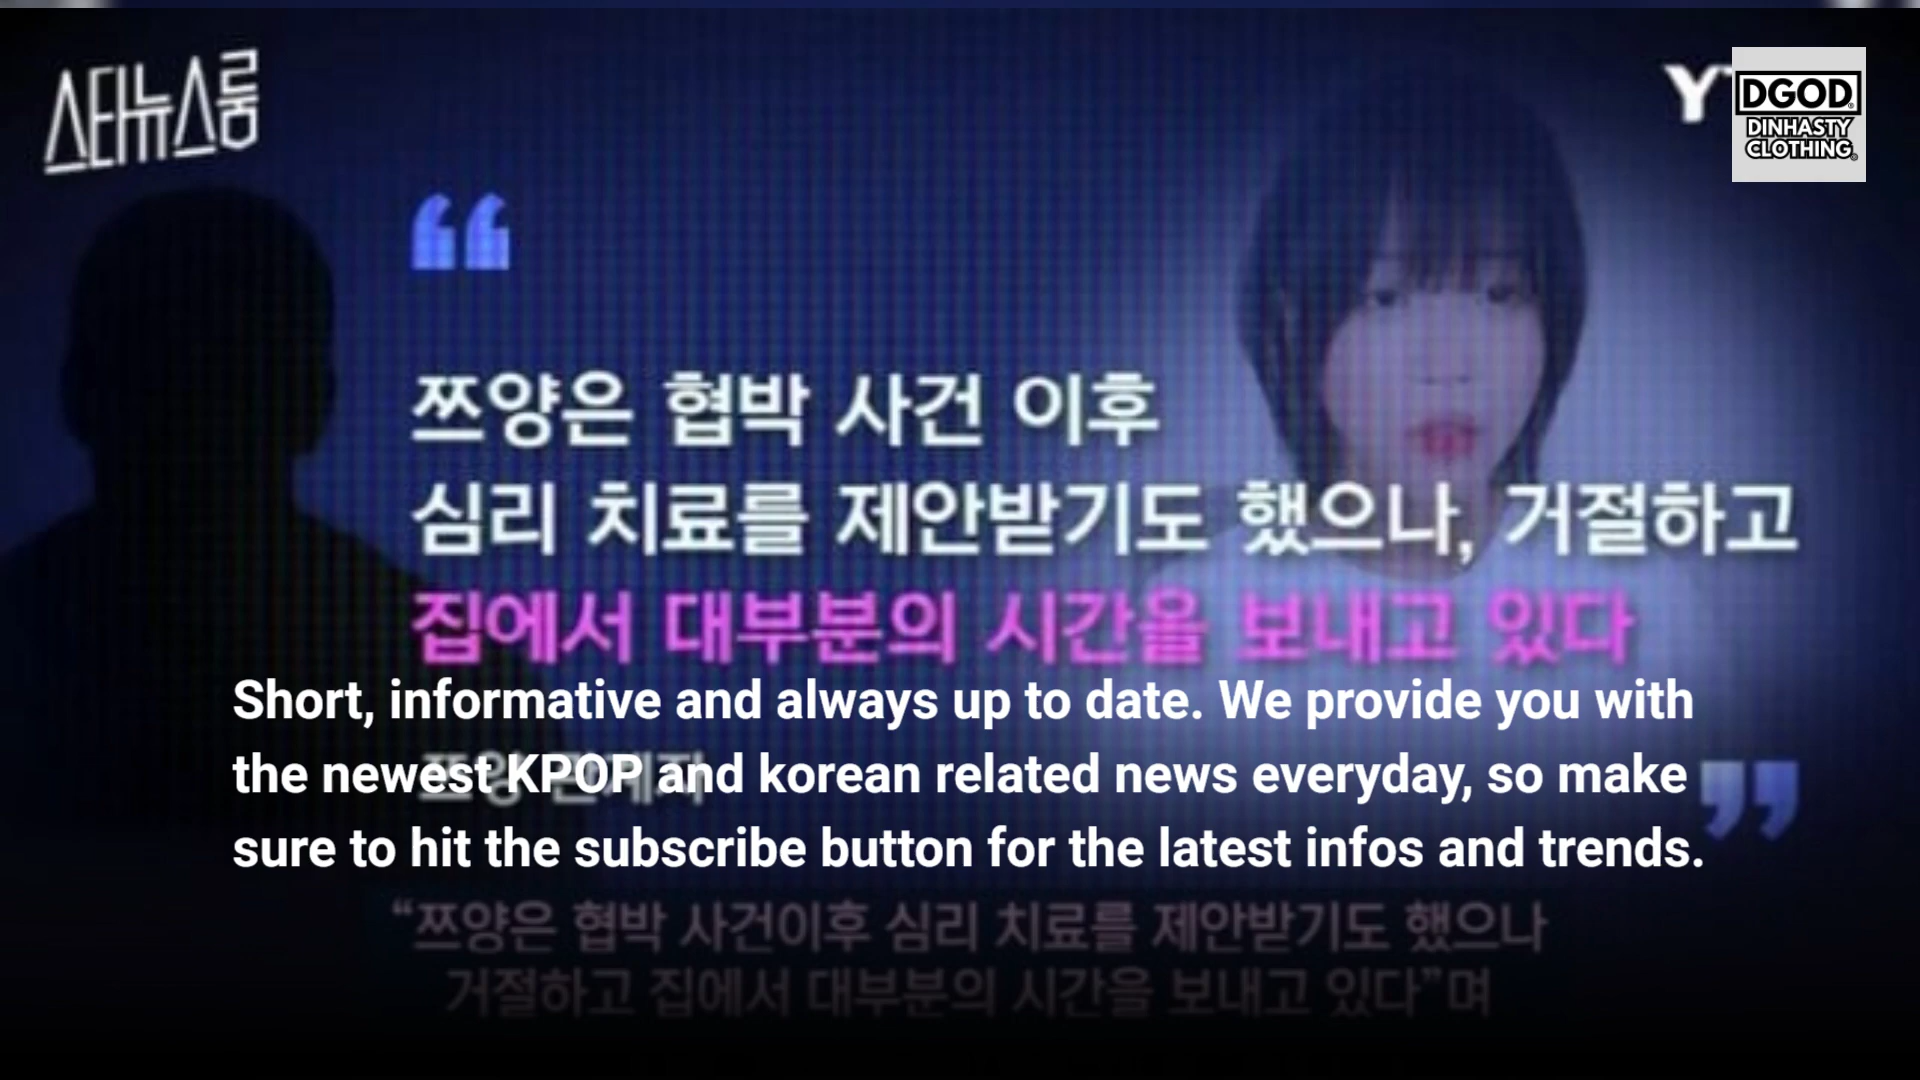 스타뉴스룸
Y
DGOD
DINHASTY
CLOTHING
“
쯔양은 협박 사건 이후
심리 치료를 제안받기도 했으나, 거절하고
집에서 대부분의 시간을 보내고 있다
Short, informative and always up to date. We provide you with
쯔양 관계자
the newest KPOP and korean related news everyday, so make
”
sure to hit the subscribe button for the latest infos and trends.
“쯔양은 협박 사건이후 심리 치료를 제안받기도 했으나
거절하고 집에서 대부분의 시간을 보내고 있다”며